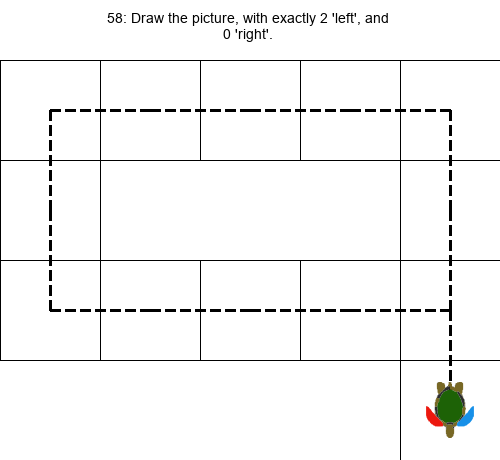 58: Draw the picture, with exactly 2 'left', and
0 'right'.